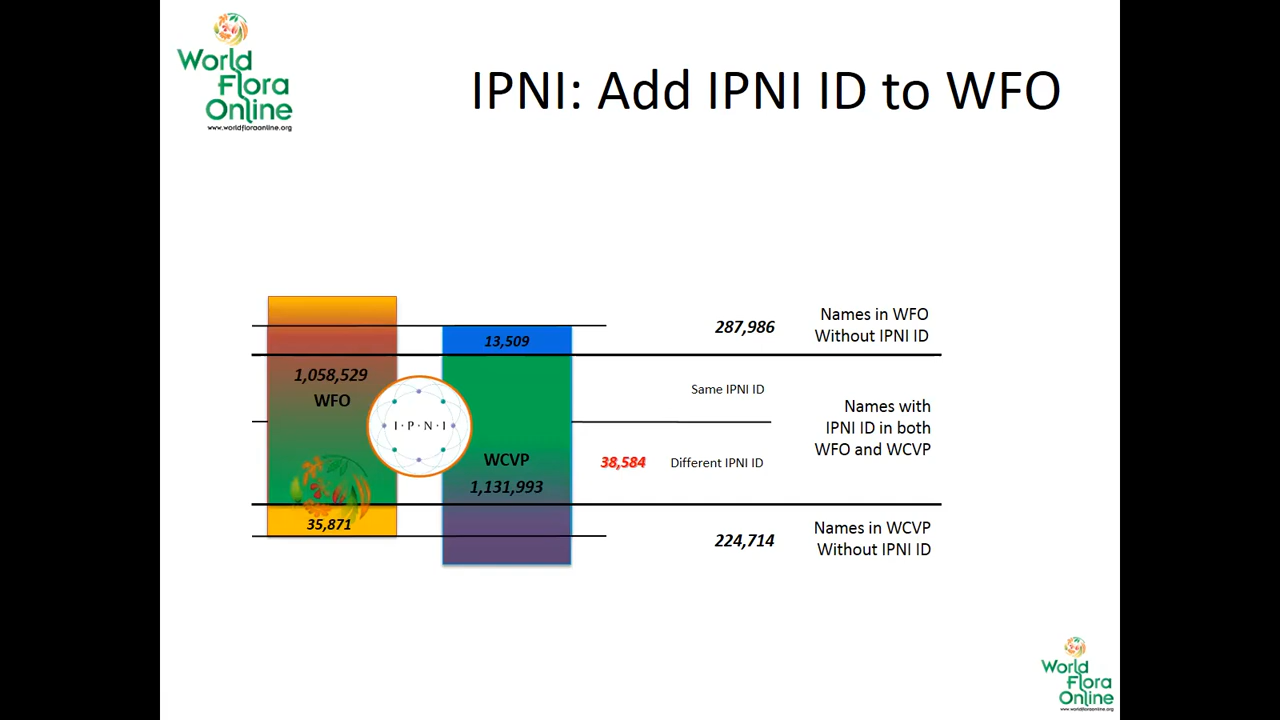 World
Flora
Online
www.worldfloraonline.org
IPNI: Add IPNI ID to WFO
287,986
Names in WFO
Without IPNI ID
13,509
1,058,529
WFO
Same IPNI ID
I·P·N·I
Names with
IPNI ID in both
WFO and WCVP
WCVP
1,131,993
38,584
Different IPNI ID
35,871
224,714
Names in WCVP
Without IPNI ID
World
Flora
Online
www.worldfloraonline.org